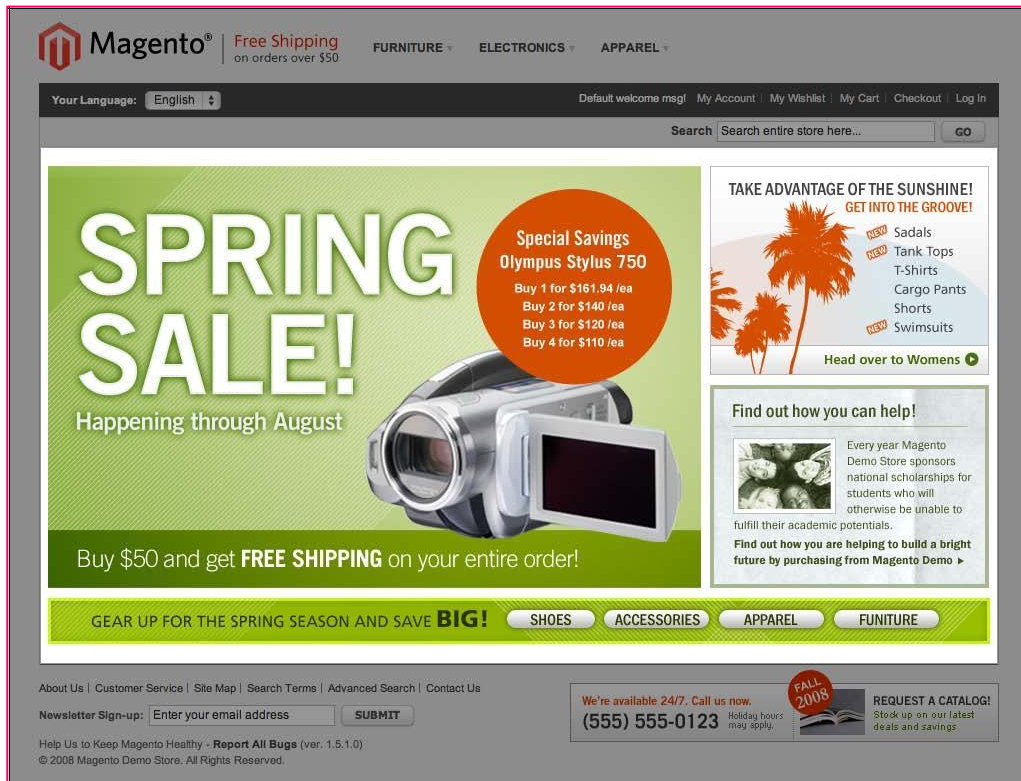 Magento®
Free Shipping
on orders over $50
FURNITURE
ELECTRONICS
APPAREL
Your Language: English
Default welcome msg! My Account | My Wishlist | My Cart | Checkout | Log In
Search Search entire store here... GO
SPRING
SALE!
Happening through August
Special Savings
Olympus Stylus 750
Buy 1 for $161.94 /ea
Buy 2 for $140 /ea
Buy 3 for $120 /ea
Buy 4 for $110 /ea
Buy $50 and get FREE SHIPPING on your entire order!
TAKE ADVANTAGE OF THE SUNSHINE!
GET INTO THE GROOVE!
NEW Sadals
NEW Tank Tops
T-Shirts
Cargo Pants
Shorts
NEW Swimsuits
Head over to Womens
Find out how you can help!
Every year Magento
Demo Store sponsors
national scholarships for
students who will
otherwise be unable to
fulfill their academic potentials.
Find out how you are helping to build a bright
future by purchasing from Magento Demo
GEAR UP FOR THE SPRING SEASON AND SAVE BIG!
SHOES
ACCESSORIES
APPAREL
FUNITURE
About Us | Customer Service | Site Map | Search Terms | Advanced Search | Contact Us
Newsletter Sign-up: Enter your email address SUBMIT
Help Us to Keep Magento Healthy - Report All Bugs (ver. 1.5.1.0)
© 2008 Magento Demo Store. All Rights Reserved.
We're available 24/7. Call us now.
(555) 555-0123 Holiday hours
may apply.
FALL
2008
REQUEST A CATALOG!
Stock up on our latest
deals and savings